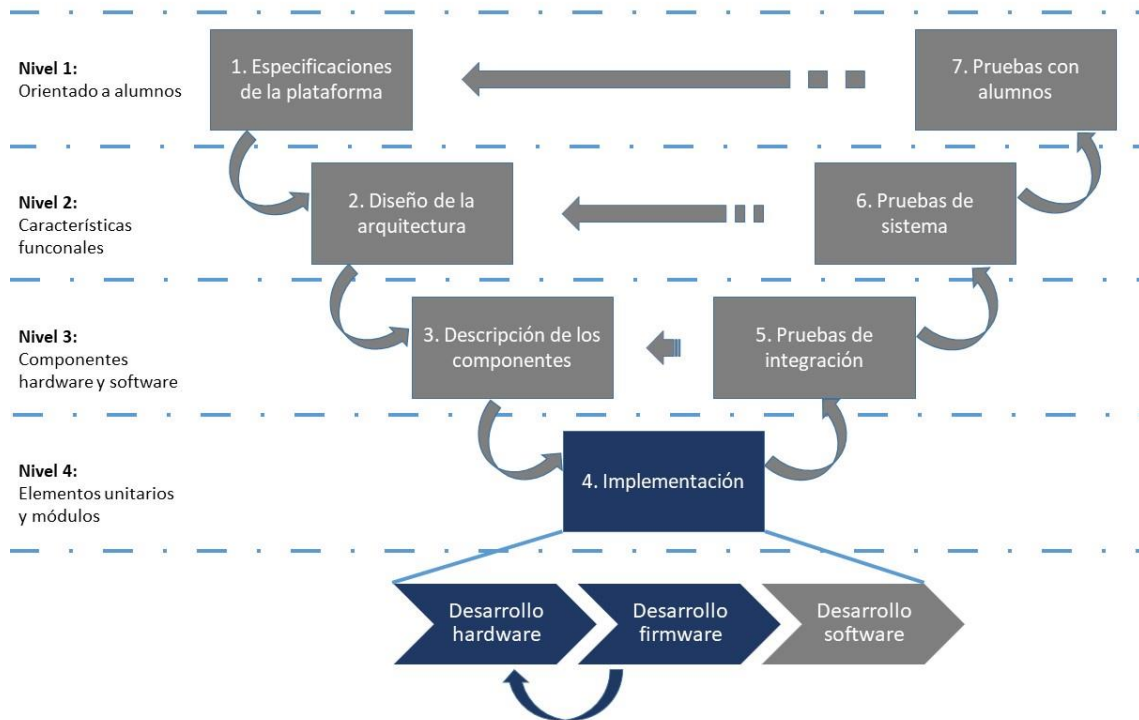 Nivel 1:
Orientado a alumnos
1. Especificaciones
de la plataforma
7. Pruebas con
alumnos
Nivel 2:
Características
funconales
2. Diseño de la
arquitectura
6. Pruebas de
sistema
Nivel 3:
Componentes
hardware y software
3. Descripción de los
componentes
5. Pruebas de
integración
Nivel 4:
Elementos unitarios
y módulos
4. Implementación
Desarrollo
hardware
Desarrollo
firmware
Desarrollo
software